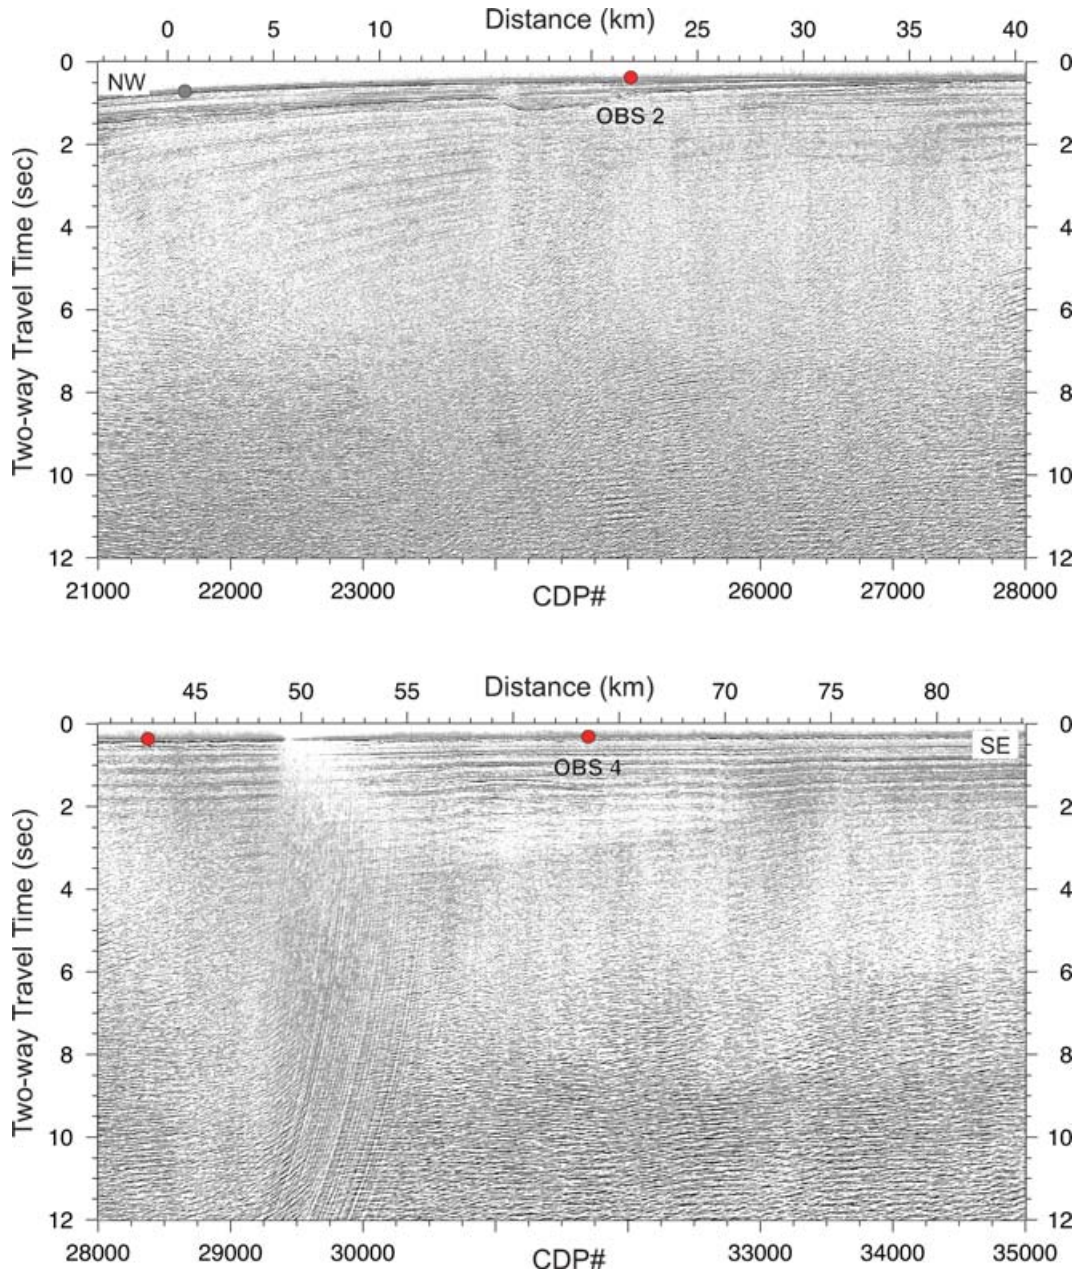 Distance (km)
0 5 10 25 30 35 40
0 0
NW
OBS 2
2 2
4 4
6 6
8 8
10 10
12 12
Two-way Travel Time (sec)
21000 22000 23000 26000 27000 28000
CDP#
Distance (km)
45 50 55 70 75 80
0 0
SE
OBS 4
2 2
4 4
6 6
8 8
10 10
12 12
Two-way Travel Time (sec)
28000 29000 30000 33000 34000 35000
CDP#